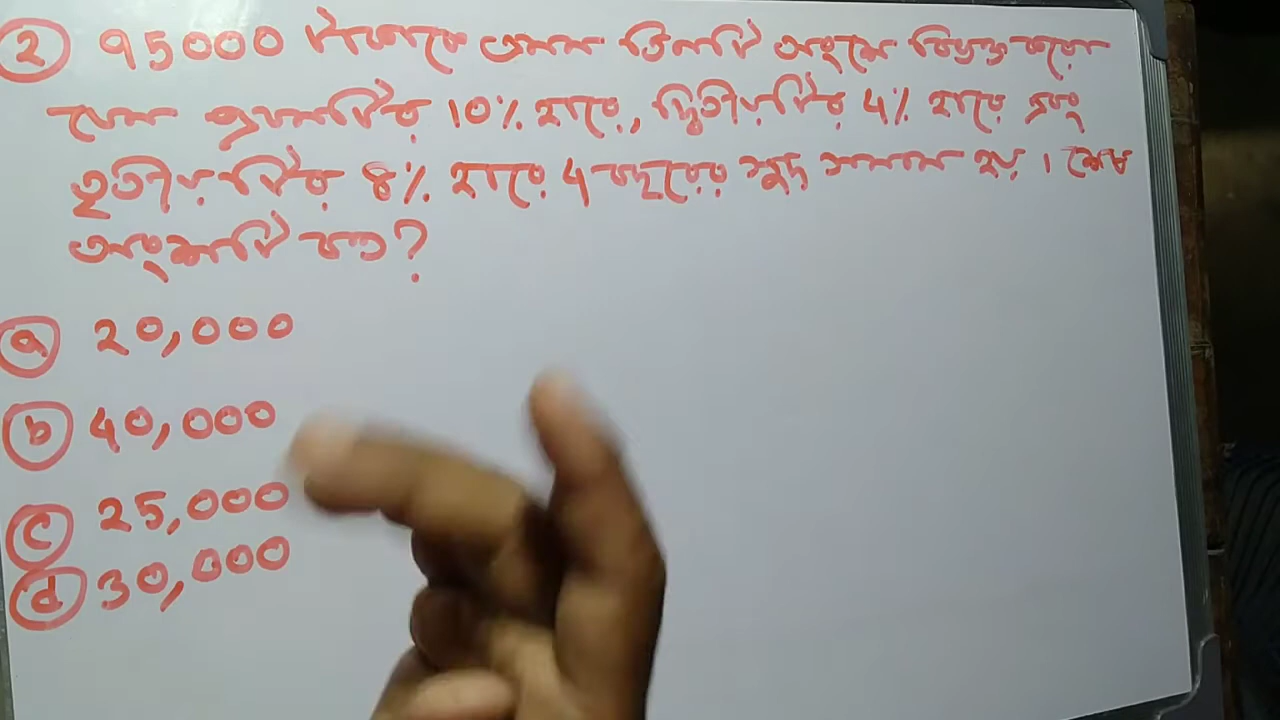 ② 95000 টাকাকে এমন তিনটি অংশে বিভক্ত করো
যেন প্রথমটির 10% হারে, দ্বিতীয়টির 4% হারে এবং
তৃতীয়টির 8% হারে 4 বছরের সুদ সমান হয়। শেষ
অংশটি কত?
ⓐ 20,000
ⓑ 40,000
ⓒ 25,000
ⓓ 30,000